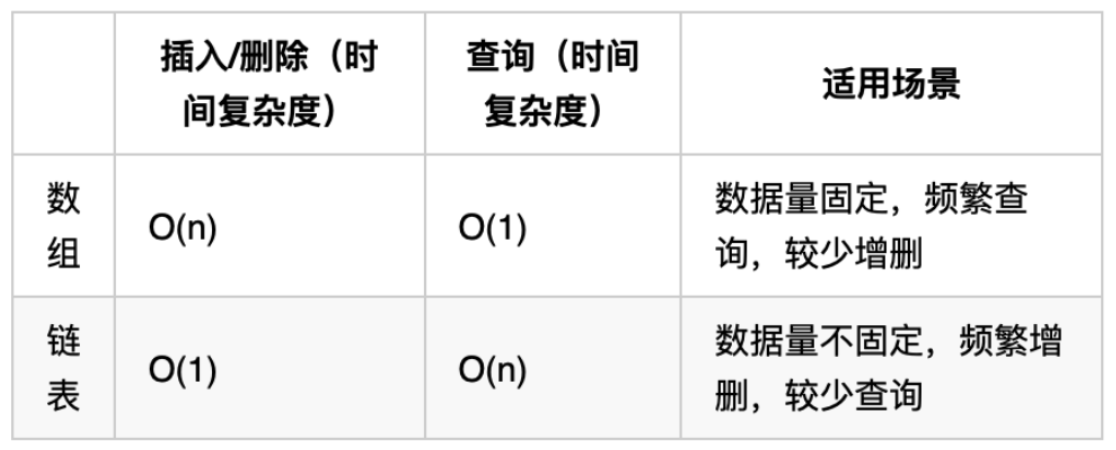 插入/删除（时
间复杂度）
查询（时间
复杂度）
适用场景
数
组
O(n)
O(1)
数据量固定，频繁查
询，较少增删
链
表
O(1)
O(n)
数据量不固定，频繁增
删，较少查询